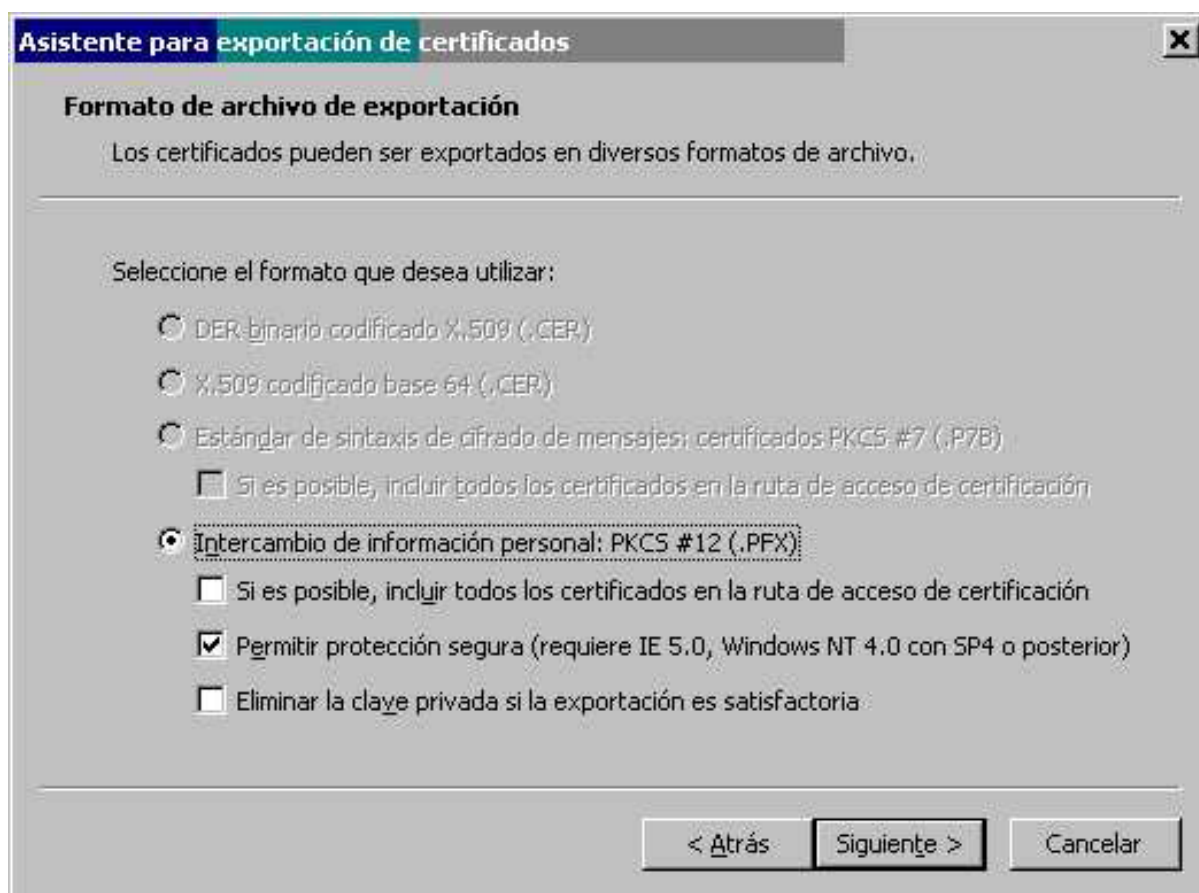 Asistente para exportación de certificados
Formato de archivo de exportación
Los certificados pueden ser exportados en diversos formatos de archivo.
Seleccione el formato que desea utilizar:
DER binario codificado X.509 (.CER)
X.509 codificado base 64 (.CER)
Estándar de sintaxis de cifrado de mensajes: certificados PKCS #7 (.P7B)
Si es posible, incluir todos los certificados en la ruta de acceso de certificación
Intercambio de información personal: PKCS #12 (.PFX)
Si es posible, incluir todos los certificados en la ruta de acceso de certificación
Permitir protección segura (requiere IE 5.0, Windows NT 4.0 con SP4 o posterior)
Eliminar la clave privada si la exportación es satisfactoria
< Atrás Siguiente > Cancelar